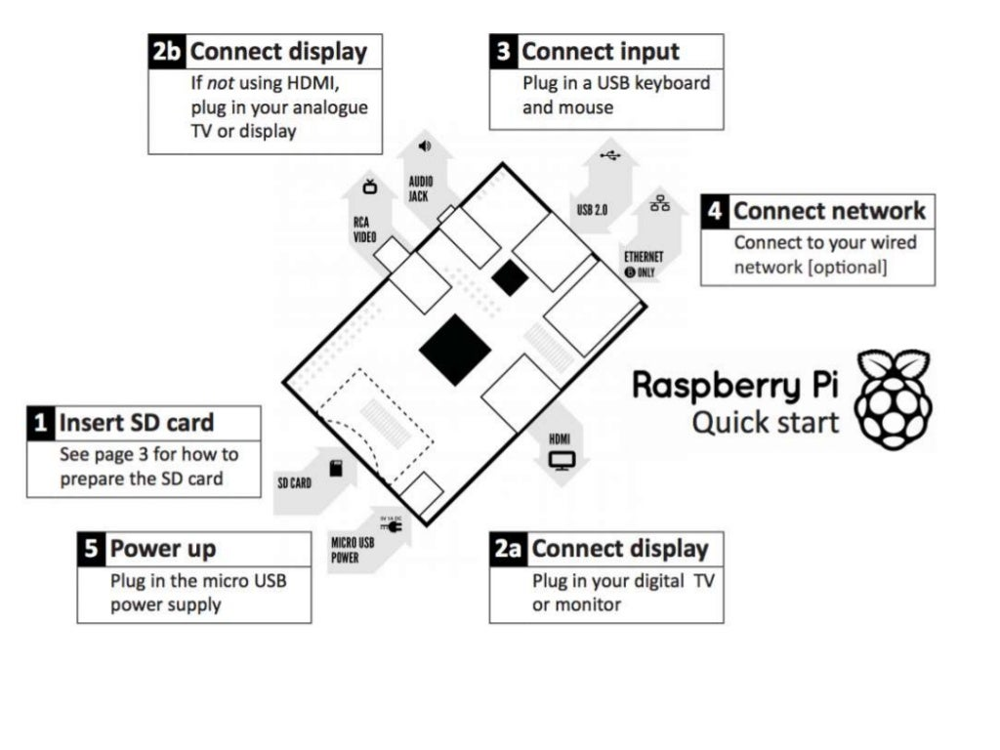 2b Connect display
If not using HDMI,
plug in your analogue
TV or display
3 Connect input
Plug in a USB keyboard
and mouse
AUDIO
JACK
RCA
VIDEO
USB 2.0
ETHERNET
B ONLY
4 Connect network
Connect to your wired
network [optional]
Raspberry Pi
Quick start
1 Insert SD card
See page 3 for how to
prepare the SD card
SD CARD
HDMI
5V 1A DC
MICRO USB
POWER
5 Power up
Plug in the micro USB
power supply
2a Connect display
Plug in your digital TV
or monitor